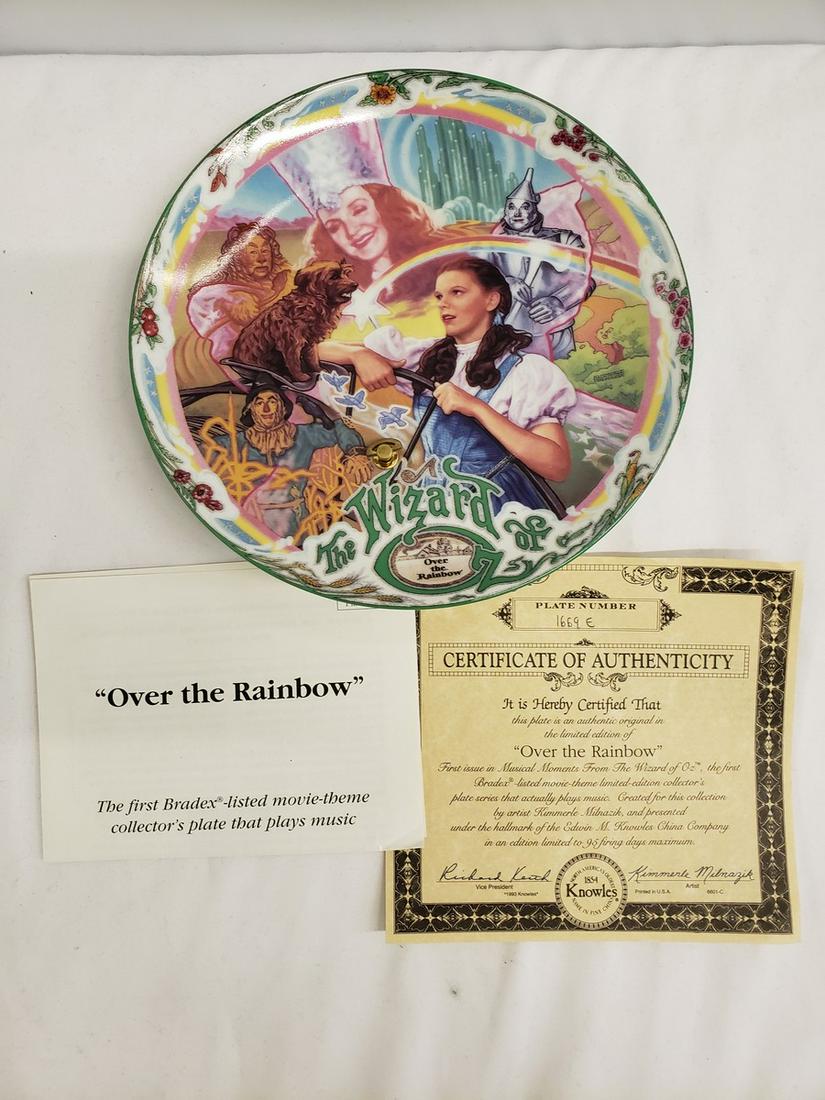 The Wizard of Oz
Over
the
Rainbow
"Over the Rainbow"
The first Bradex®-listed movie-theme
collector's plate that plays music
PLATE NUMBER
1669 E
CERTIFICATE OF AUTHENTICITY
It is Hereby Certified That
this plate is an authentic original in
the limited edition of
"Over the Rainbow"
First issue in Musical Moments From The Wizard of Oz™, the first
Bradex®-listed movie-theme limited-edition collector's
plate series that actually plays music. Created for this collection
by artist Kimmerle Milnazik, and presented
under the hallmark of the Edwin M. Knowles China Company
in an edition limited to 95 firing days maximum.
Kimmerle Milnazik
Vice President
Artist
*1993 Knowles*
Printed in U.S.A.
6601-C
1854
Knowles